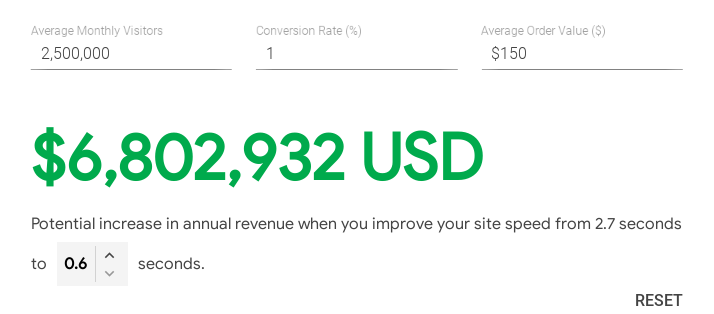 Average Monthly Visitors Conversion Rate (%) Average Order Value ($)
2,500,000 1 $150
$6,802,932 USD
Potential increase in annual revenue when you improve your site speed from 2.7 seconds
to 0.6 seconds.
RESET